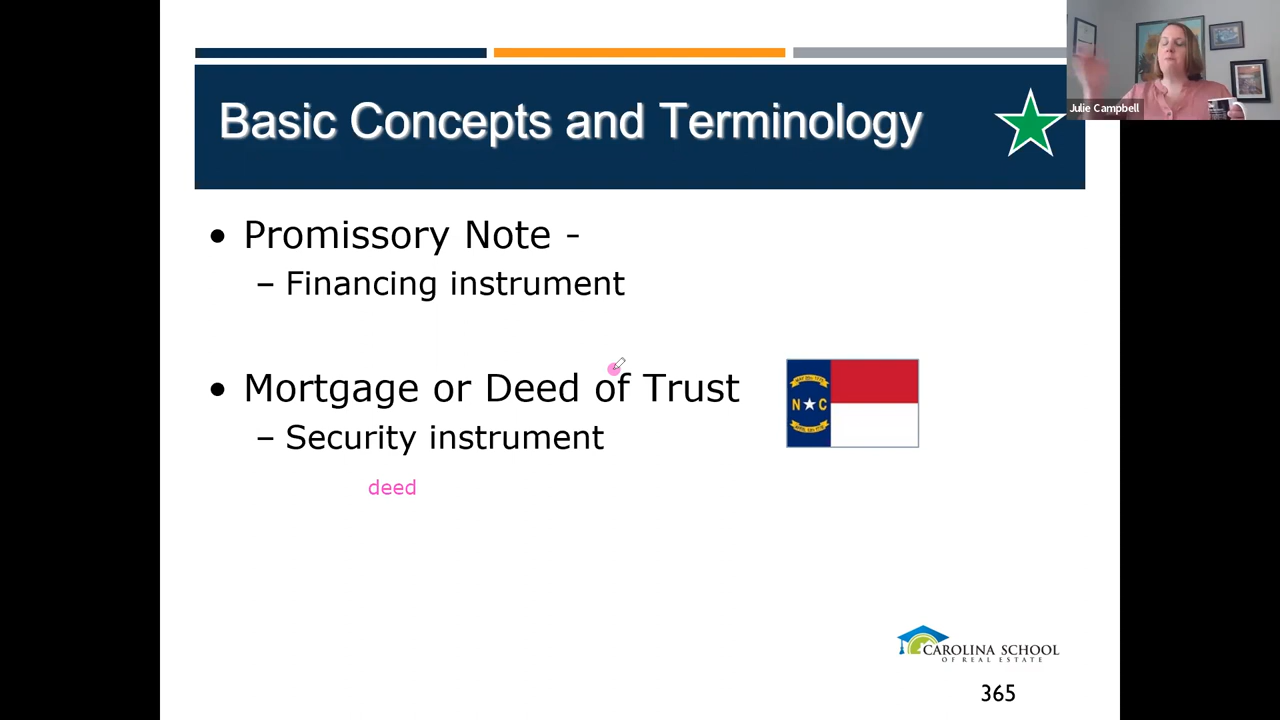 Basic Concepts and Terminology
Julie Campbell
• Promissory Note -
– Financing instrument
• Mortgage or Deed of Trust
N C
– Security instrument
deed
CAROLINA SCHOOL
OF REAL ESTATE
365